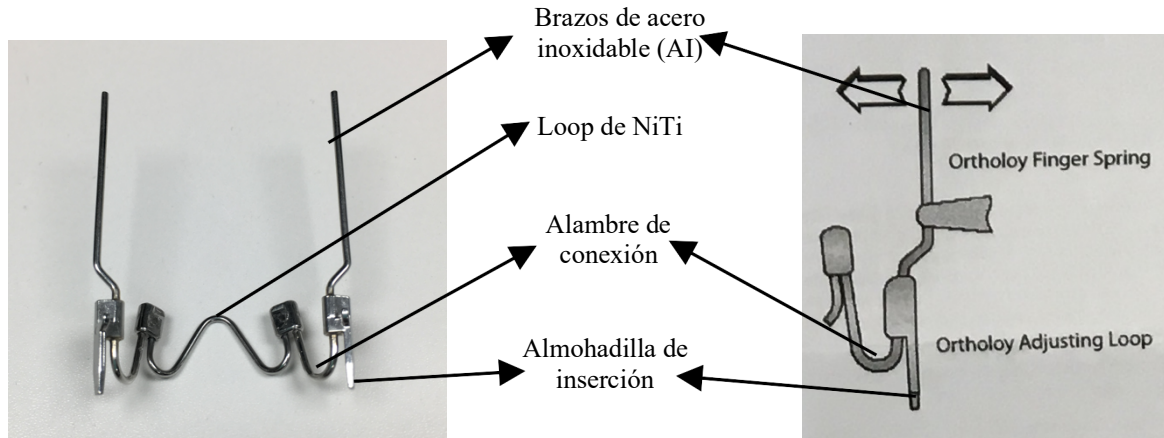 Brazos de acero
inoxidable (AI)
Loop de NiTi
Ortholoy Finger Spring
Alambre de
conexión
Ortholoy Adjusting Loop
Almohadilla de
inserción